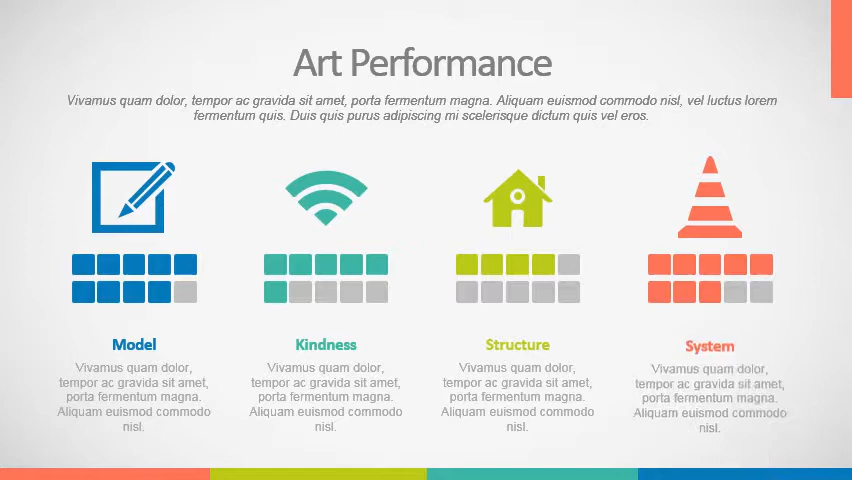 Art Performance
Vivamus quam dolor, tempor ac gravida sit amet, porta fermentum magna. Aliquam euismod commodo nisl, vel luctus lorem
fermentum quis. Duis quis purus adipiscing mi scelerisque dictum quis vel eros.
Model
Vivamus quam dolor,
tempor ac gravida sit amet,
porta fermentum magna.
Aliquam euismod commodo
nisl.
Kindness
Vivamus quam dolor,
tempor ac gravida sit amet,
porta fermentum magna.
Aliquam euismod commodo
nisl.
Structure
Vivamus quam dolor,
tempor ac gravida sit amet,
porta fermentum magna.
Aliquam euismod commodo
nisl.
System
Vivamus quam dolor,
tempor ac gravida sit amet,
porta fermentum magna.
Aliquam euismod commodo
nisl.